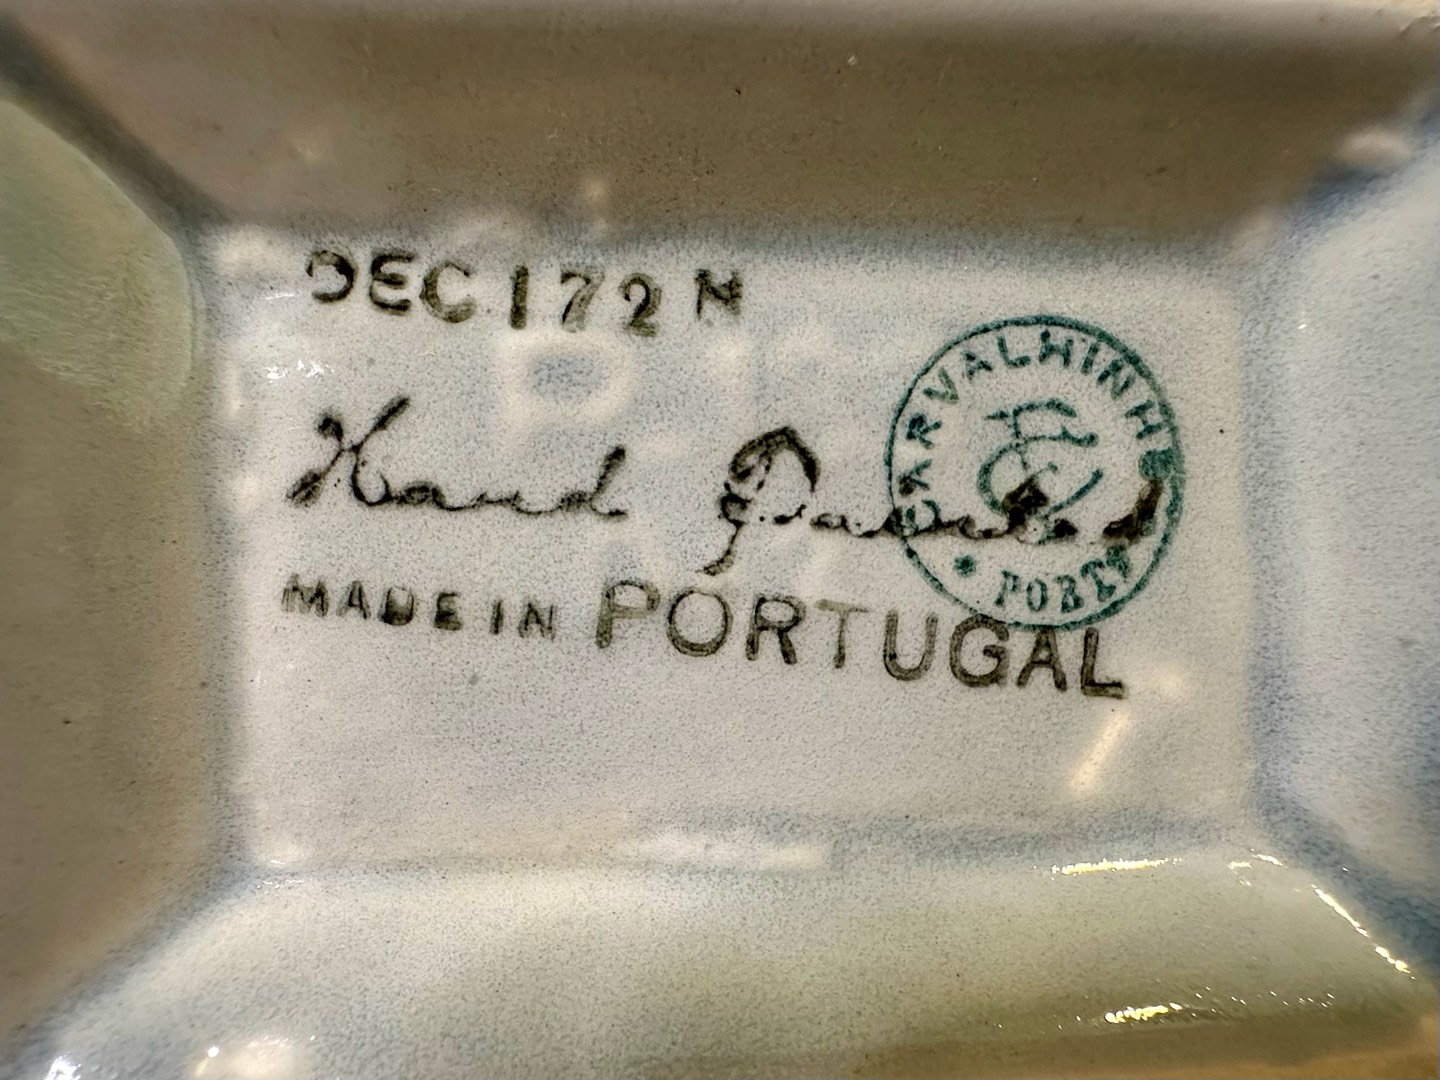 DEC 172 N
Hand Painted
MADE IN PORTUGAL
CARVALHINHO
* PORTO